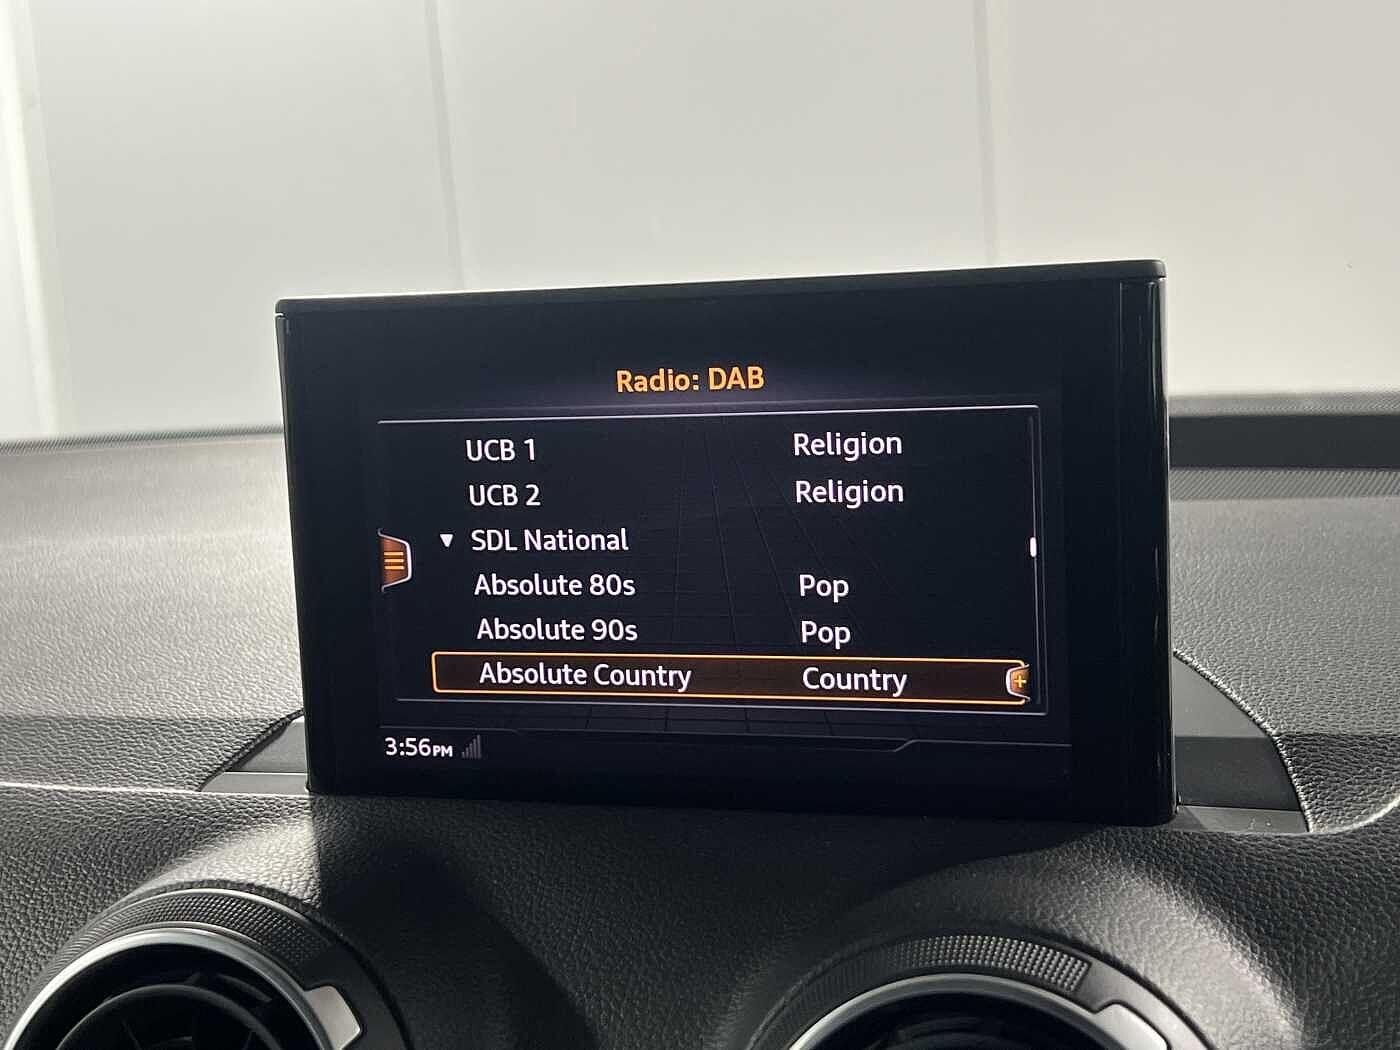 Radio: DAB
UCB 1 Religion
UCB 2 Religion
▼ SDL National
Absolute 80s Pop
Absolute 90s Pop
Absolute Country Country
3:56PM